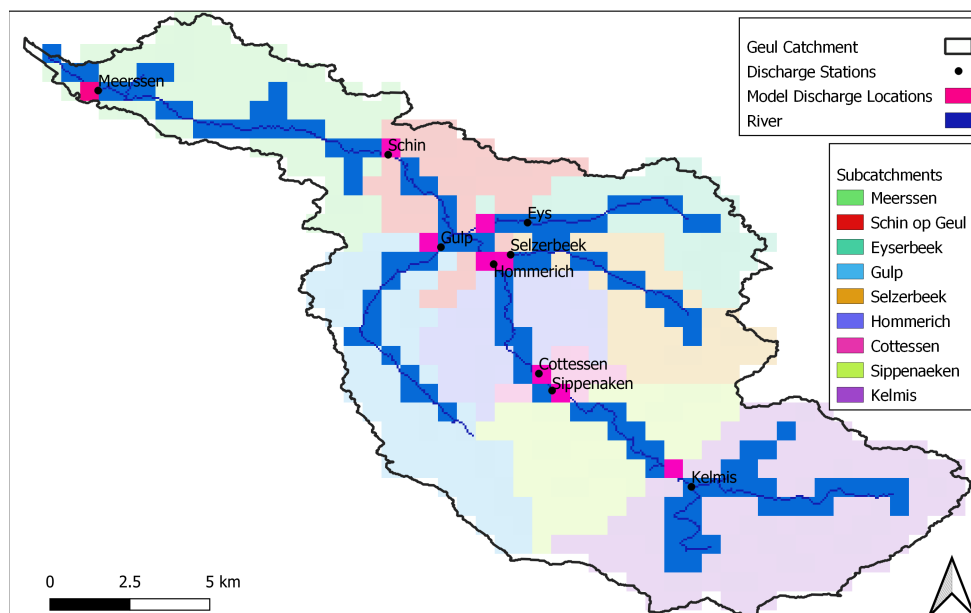 Geul Catchment
Discharge Stations
Model Discharge Locations
River
Subcatchments
Meerssen
Schin op Geul
Eyserbeek
Gulp
Selzerbeek
Hommerich
Cottessen
Sippenaeken
Kelmis
Meerssen
Schin
Eys
Gulp
Selzerbeek
Hommerich
Cottessen
Sippenaken
Kelmis
0 2.5 5 km